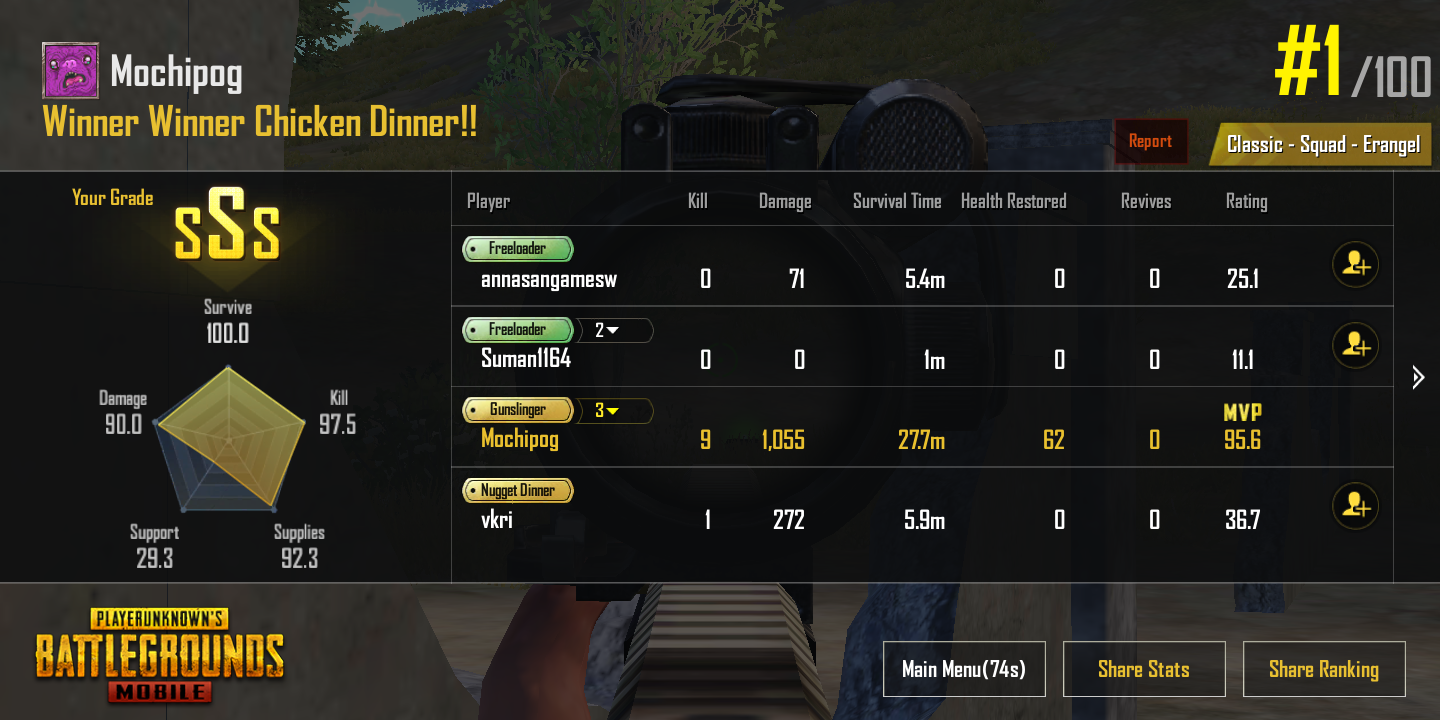 Mochipog
Winner Winner Chicken Dinner!!
#1 /100
Report
Classic - Squad - Erangel
Your Grade
SSS
Survive
100.0
Damage
90.0
Kill
97.5
Support
29.3
Supplies
92.3
Player Kill Damage Survival Time Health Restored Revives Rating
Freeloader
annasangamesw 0 71 5.4m 0 0 25.1
Freeloader 2
Suman1164 0 0 1m 0 0 11.1
Gunslinger 3 MVP
Mochipog 9 1,055 27.7m 62 0 95.6
Nugget Dinner
vkri 1 272 5.9m 0 0 36.7
PLAYERUNKNOWN'S
BATTLEGROUNDS
MOBILE
Main Menu(74s) Share Stats Share Ranking